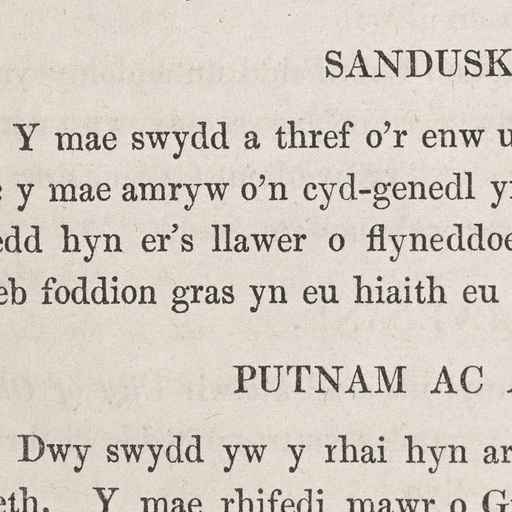 SANDUSK
Y mae swydd a thref o'r enw u
y mae amryw o'n cyd-genedl y
edd hyn er's llawer o flyneddoe
eb foddion gras yn eu hiaith eu
PUTNAM AC
Dwy swydd yw y rhai hyn ar
eth. Y mae rhifedi mawr o G